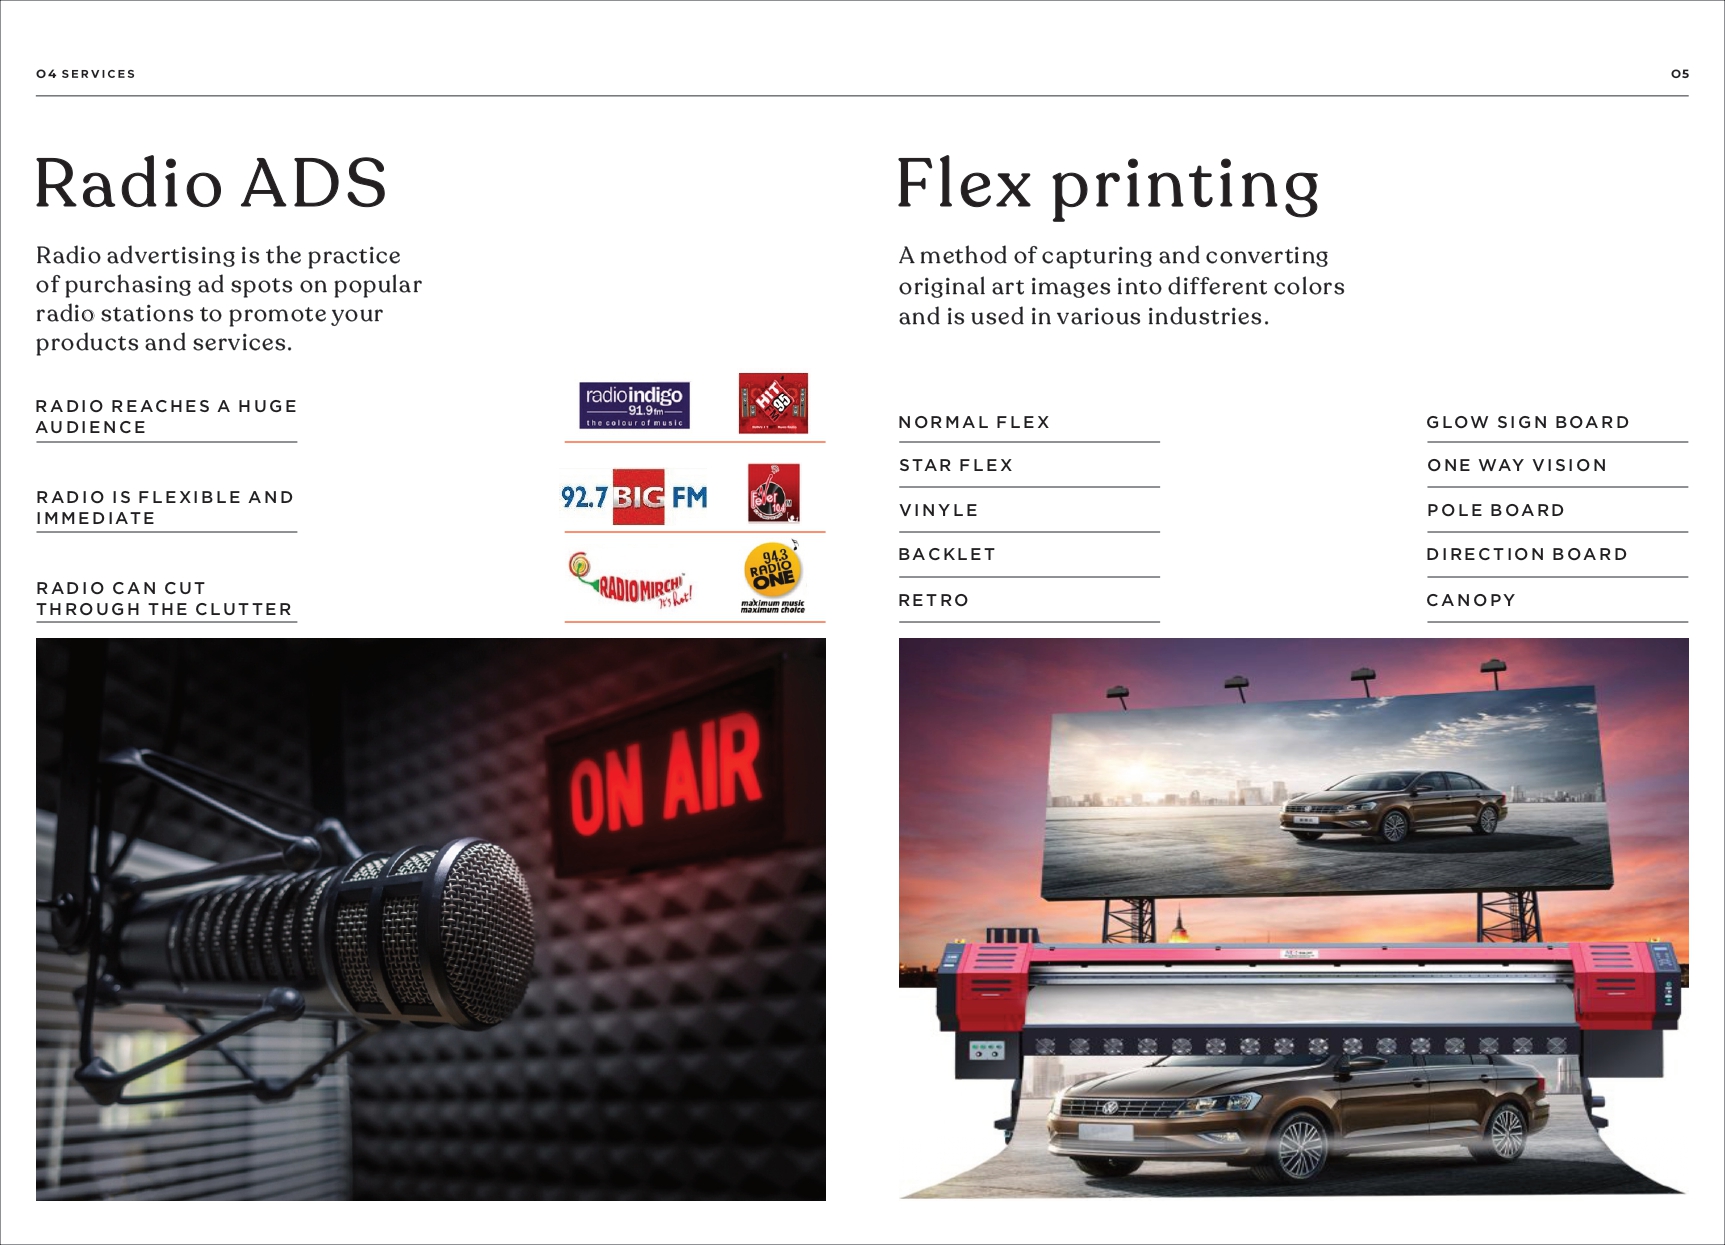 04 SERVICES
05
Radio ADS
Radio advertising is the practice
of purchasing ad spots on popular
radio stations to promote your
products and services.
RADIO REACHES A HUGE
AUDIENCE
RADIO IS FLEXIBLE AND
IMMEDIATE
RADIO CAN CUT
THROUGH THE CLUTTER
radioindigo
91.9fm
the colour of music
HIT
95
FM
92.7 BIG FM
Fever
104
FM
RADIO MIRCHI
It's hot!
94.3
RADIO
ONE
maximum music
maximum choice
ON AIR
Flex printing
A method of capturing and converting
original art images into different colors
and is used in various industries.
NORMAL FLEX
STAR FLEX
VINYLE
BACKLET
RETRO
GLOW SIGN BOARD
ONE WAY VISION
POLE BOARD
DIRECTION BOARD
CANOPY